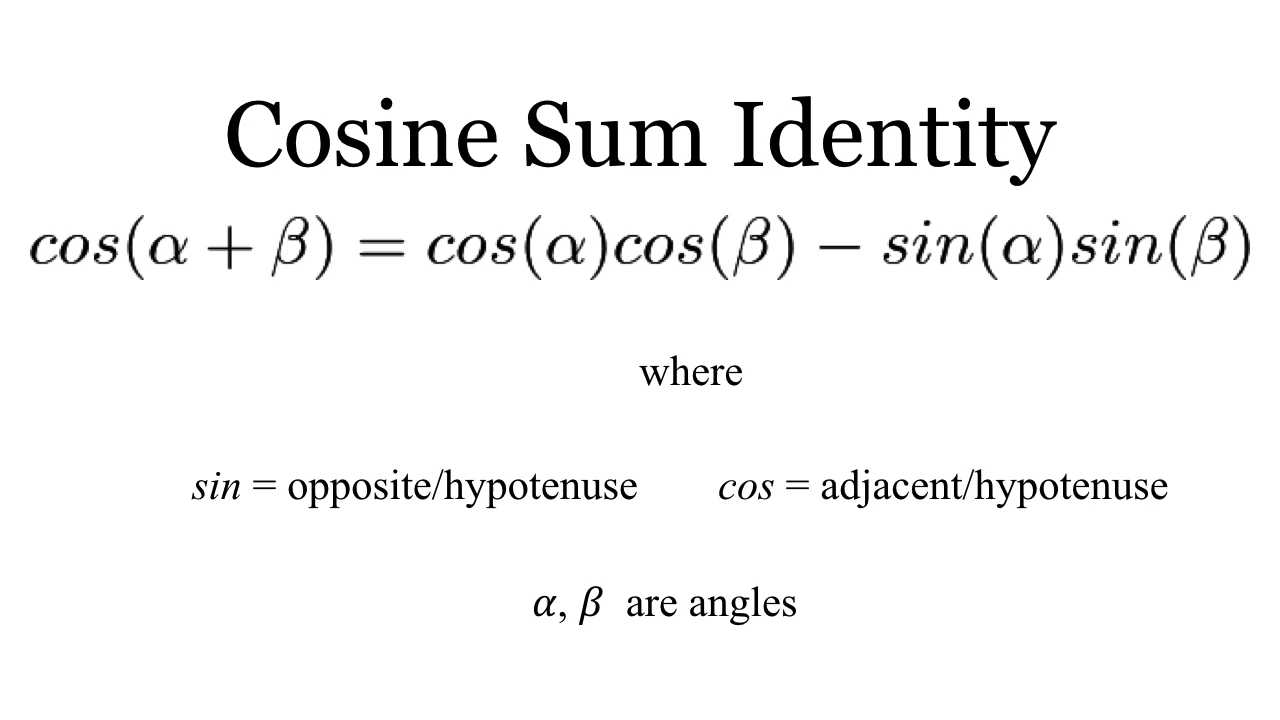 Cosine Sum Identity
cos(α + β) = cos(α)cos(β) − sin(α)sin(β)
where
sin = opposite/hypotenuse cos = adjacent/hypotenuse
α, β are angles